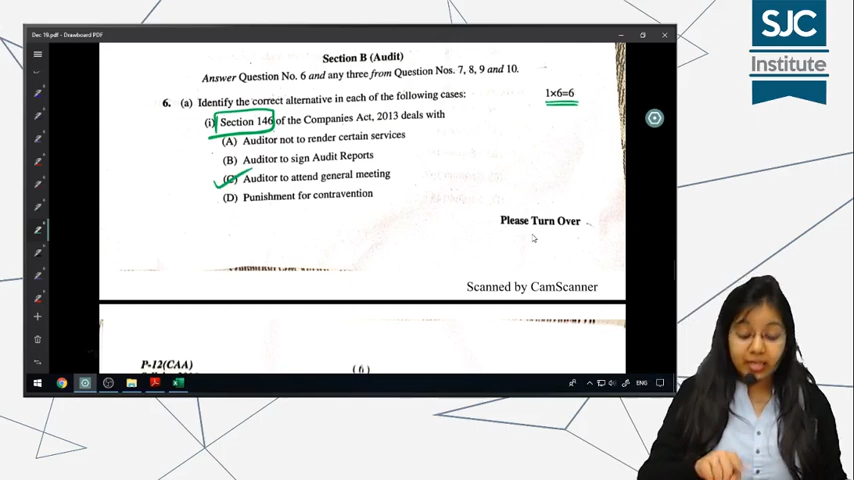 SJC
Institute
Dec 19.pdf - Drawboard PDF
Section B (Audit)
Answer Question No. 6 and any three from Question Nos. 7, 8, 9 and 10.
6. (a) Identify the correct alternative in each of the following cases: 1×6=6
(i) Section 146 of the Companies Act, 2013 deals with
(A) Auditor not to render certain services
(B) Auditor to sign Audit Reports
(C) Auditor to attend general meeting
(D) Punishment for contravention
Please Turn Over
Scanned by CamScanner
P-12(CAA)
(6)
ENG